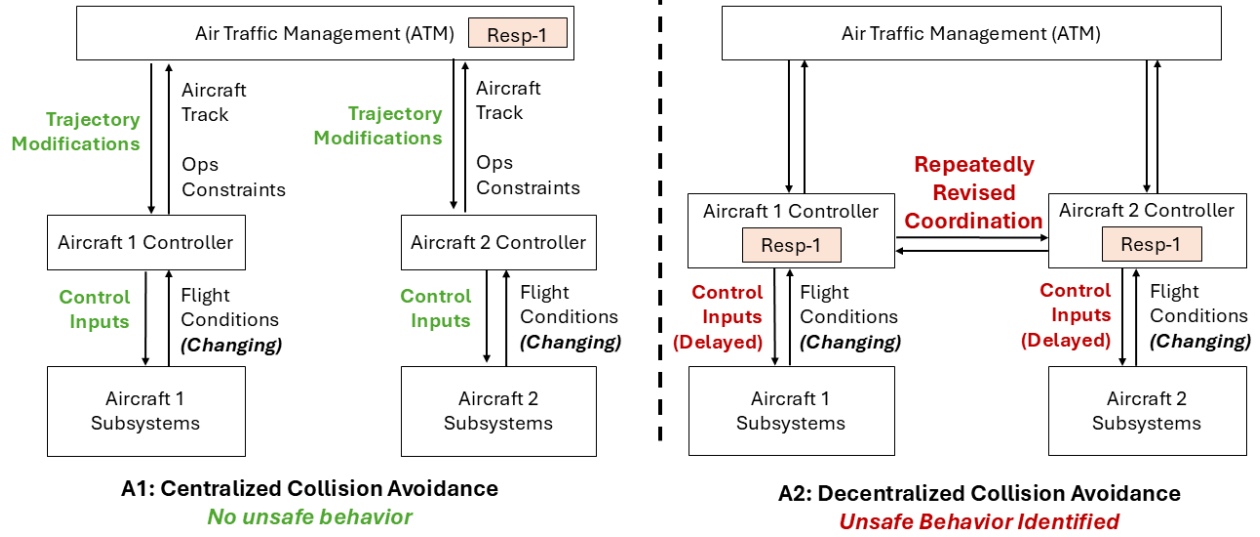 Air Traffic Management (ATM)
Resp-1
Trajectory
Modifications
Aircraft
Track
Ops
Constraints
Trajectory
Modifications
Aircraft
Track
Ops
Constraints
Aircraft 1 Controller
Aircraft 2 Controller
Control
Inputs
Flight
Conditions
(Changing)
Control
Inputs
Flight
Conditions
(Changing)
Aircraft 1
Subsystems
Aircraft 2
Subsystems
A1: Centralized Collision Avoidance
No unsafe behavior
Air Traffic Management (ATM)
Repeatedly
Revised
Coordination
Aircraft 1 Controller
Resp-1
Aircraft 2 Controller
Resp-1
Control
Inputs
(Delayed)
Flight
Conditions
(Changing)
Control
Inputs
(Delayed)
Flight
Conditions
(Changing)
Aircraft 1
Subsystems
Aircraft 2
Subsystems
A2: Decentralized Collision Avoidance
Unsafe Behavior Identified